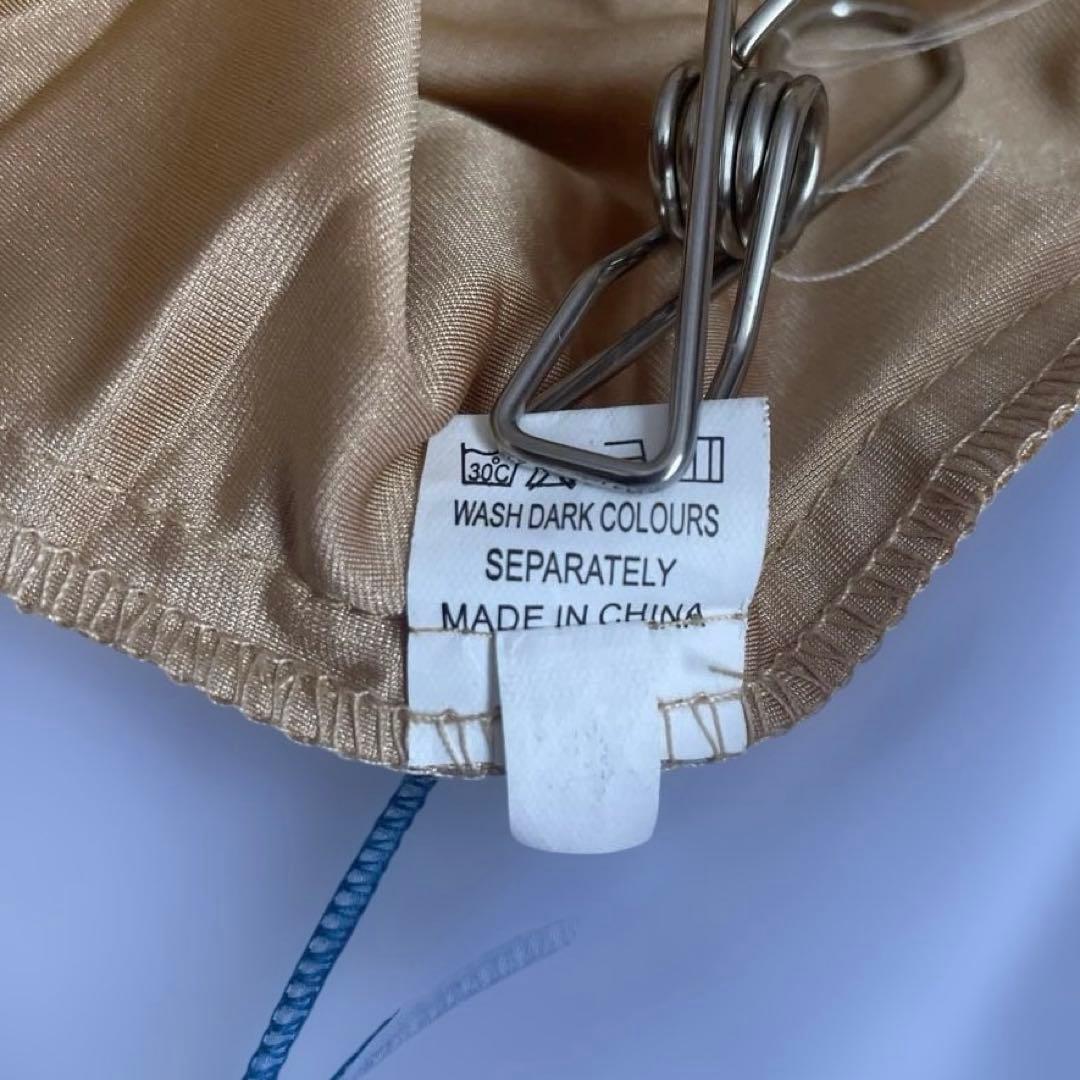 30°C
WASH DARK COLOURS
SEPARATELY
MADE IN CHINA